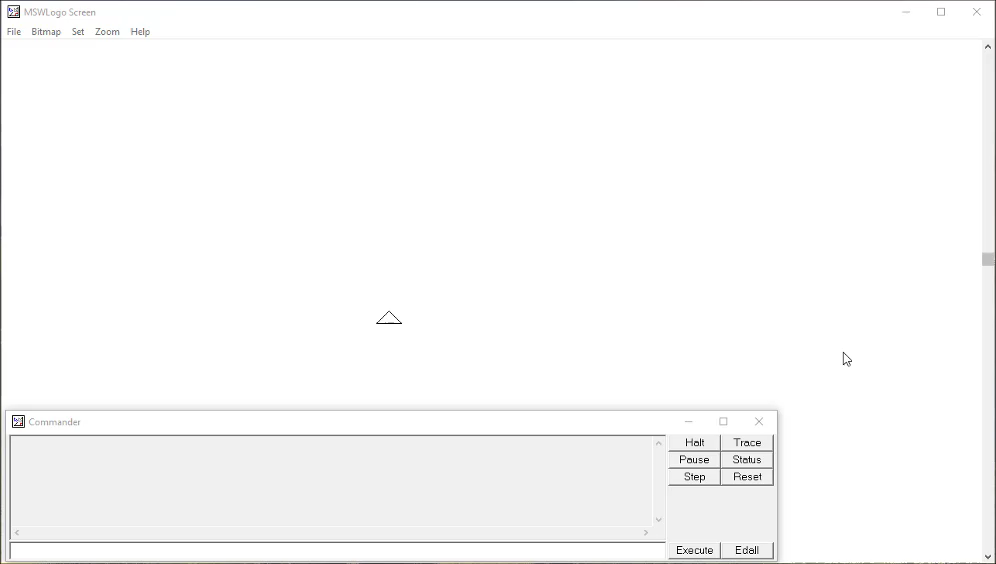 MSWLogo Screen
File Bitmap Set Zoom Help
Commander
Halt Trace
Pause Status
Step Reset
Execute Edall